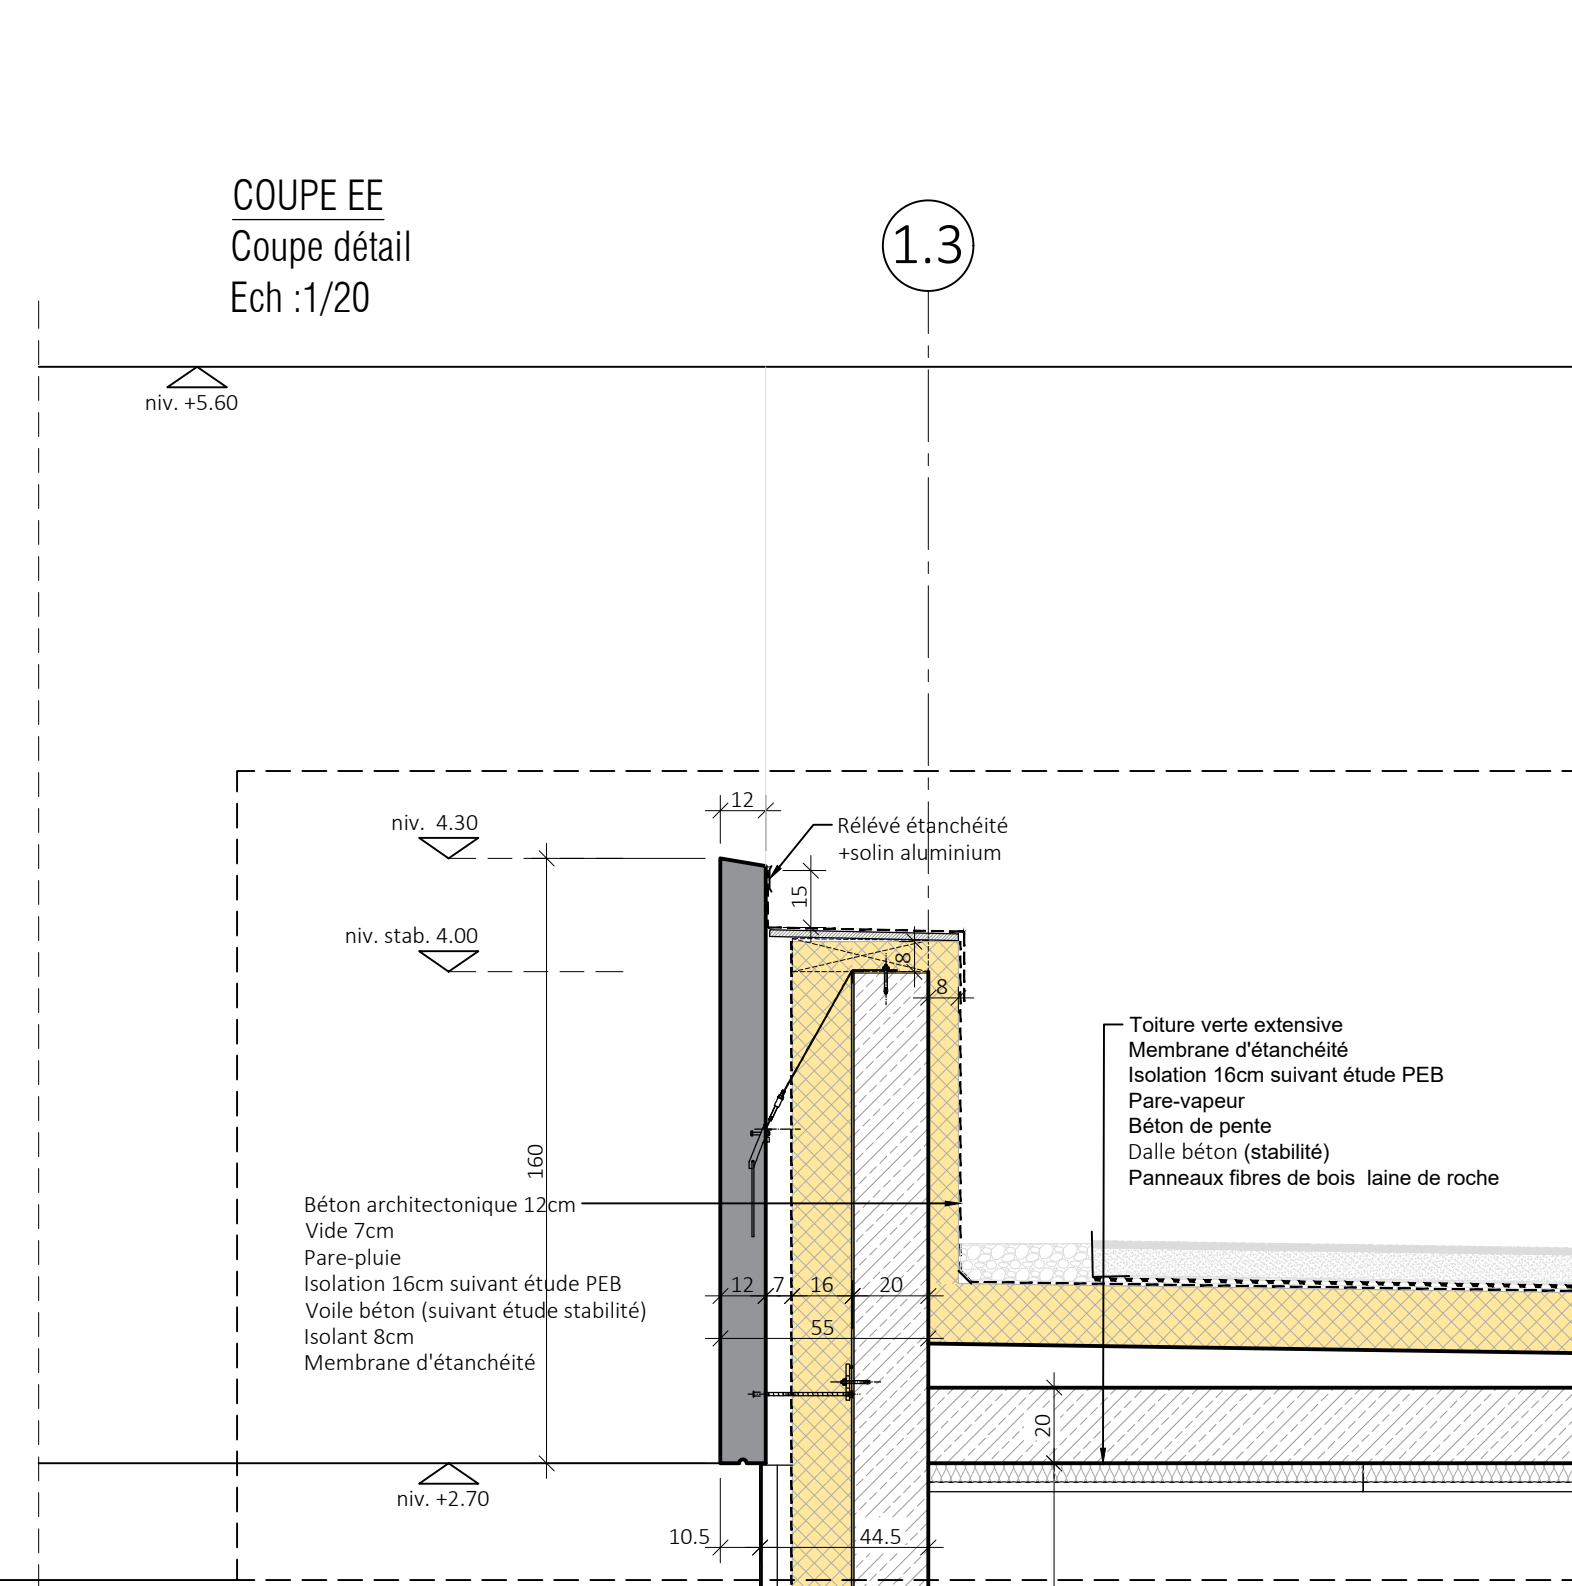 COUPE EE
Coupe détail
Ech :1/20
1.3
niv. +5.60
12
niv.  4.30
Rélévé étanchéité
+solin aluminium
15
niv. stab. 4.00
8
8
Toiture verte extensive
Membrane d'étanchéité
Isolation 16cm suivant étude PEB
Pare-vapeur
Béton de pente
Dalle béton (stabilité)
Panneaux fibres de bois  laine de roche
160
Béton architectonique 12cm
Vide 7cm
Pare-pluie
Isolation 16cm suivant étude PEB
Voile béton (suivant étude stabilité)
Isolant 8cm
Membrane d'étanchéité
12 7 16 20
55
20
niv. +2.70
10.5 44.5